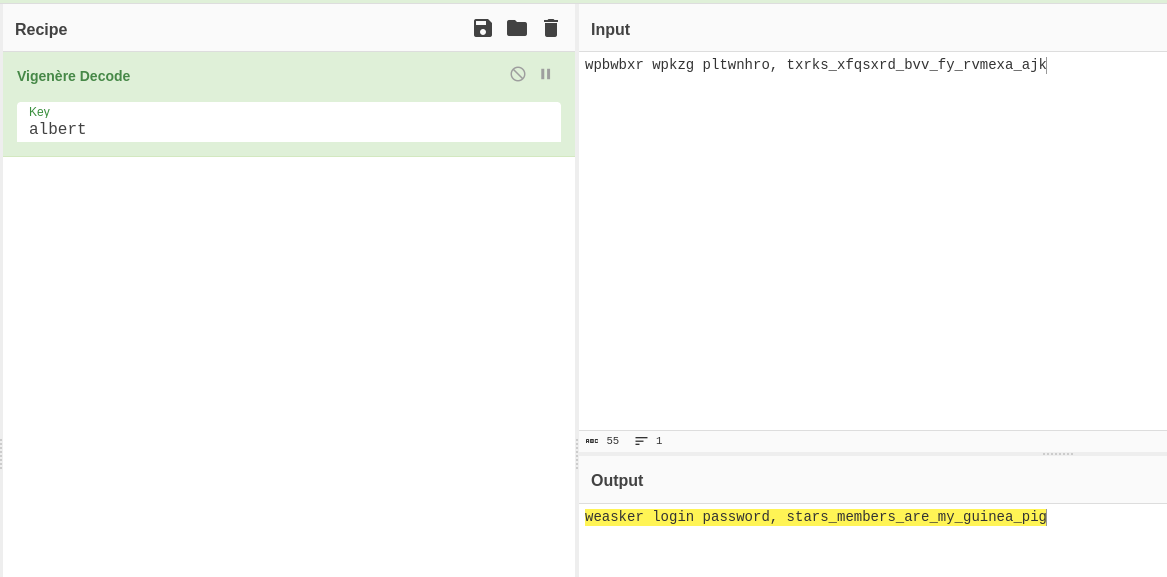 Recipe
Vigenère Decode
Key
albert
Input
wpbwbxr wpkzg pltwnhro, txrks_xfqsxrd_bvv_fy_rvmexa_ajk
ABC 55 1
Output
weasker login password, stars_members_are_my_guinea_pig